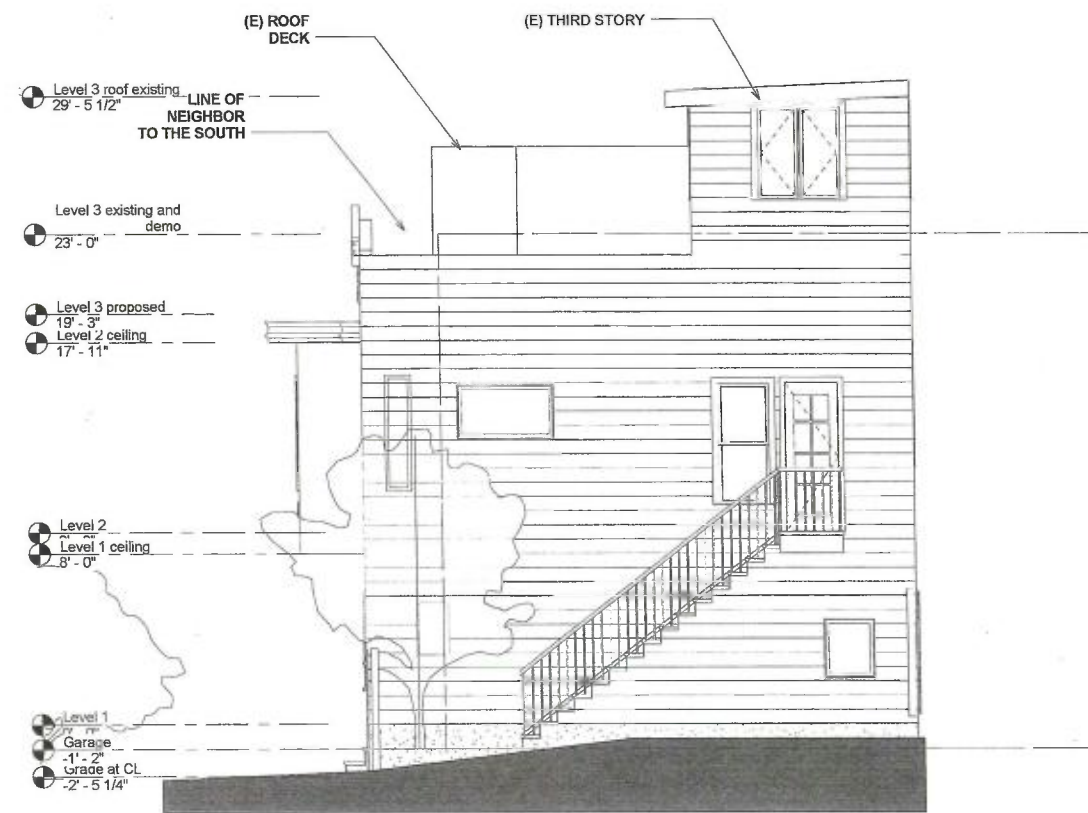 (E) ROOF
DECK
(E) THIRD STORY
Level 3 roof existing
29' - 5 1/2"
LINE OF
NEIGHBOR
TO THE SOUTH
Level 3 existing and
demo
23' - 0"
Level 3 proposed
19' - 3"
Level 2 ceiling
17' - 11"
Level 2
Level 1 ceiling
8' - 0"
Level 1
Garage
-1' - 2"
Grade at CL
-2' - 5 1/4"